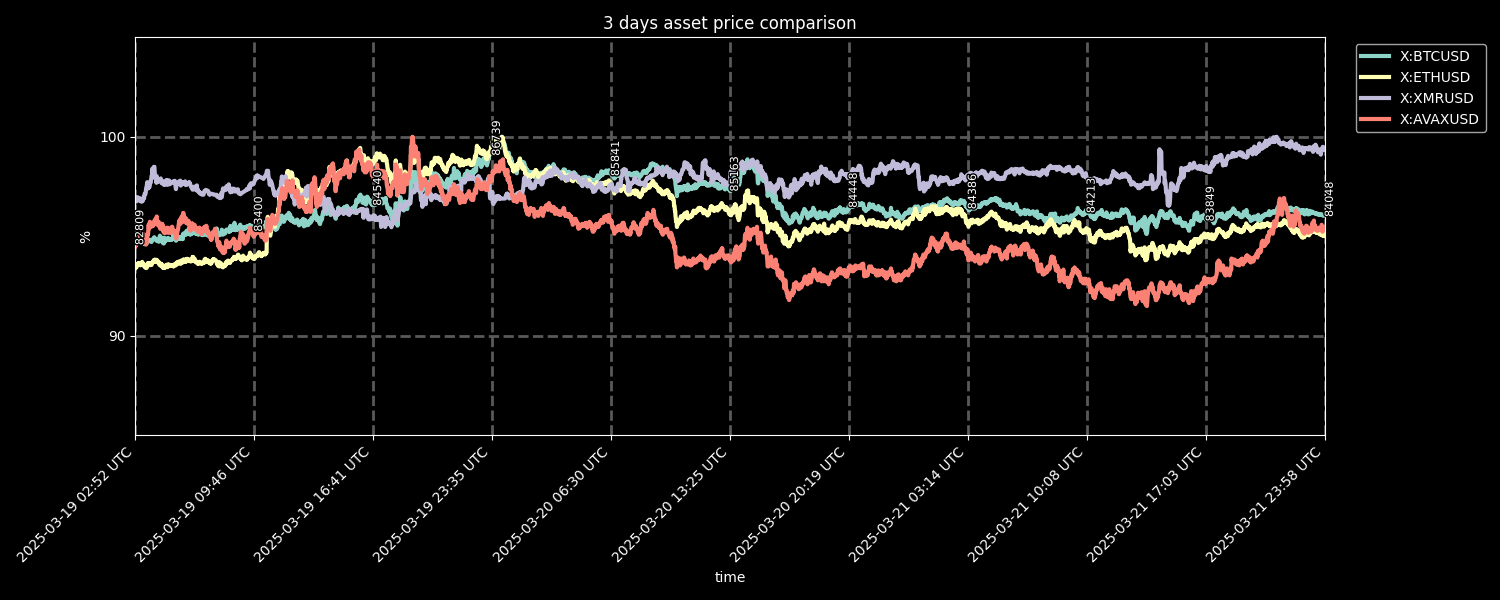 3 days asset price comparison
X:BTCUSD
X:ETHUSD
X:XMRUSD
X:AVAXUSD
100
90
%
82809
83400
84540
86739
85841
85163
84448
84386
84213
83849
84048
2025-03-19 02:52 UTC
2025-03-19 09:46 UTC
2025-03-19 16:41 UTC
2025-03-19 23:35 UTC
2025-03-20 06:30 UTC
2025-03-20 13:25 UTC
2025-03-20 20:19 UTC
2025-03-21 03:14 UTC
2025-03-21 10:08 UTC
2025-03-21 17:03 UTC
2025-03-21 23:58 UTC
time